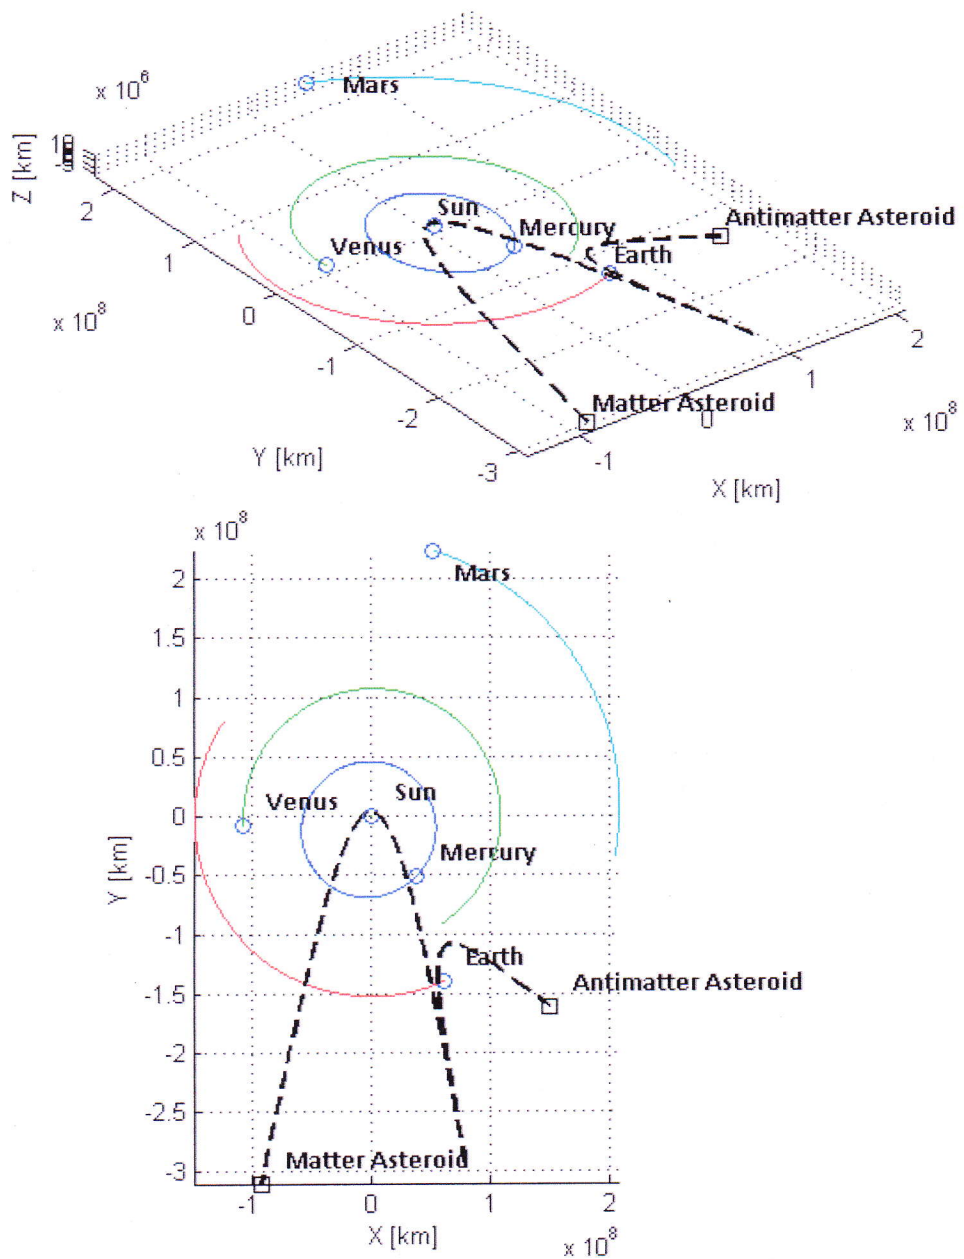 x 10^6
Mars
Z [km]
10
2
Sun
Antimatter Asteroid
Mercury
Venus
Earth
1
x 10^8
0
-1
-2
-3
Y [km]
Matter Asteroid
2
1
0
-1
x 10^8
X [km]
x 10^8
Mars
2
1.5
1
0.5
0
-0.5
-1
-1.5
-2
-2.5
-3
Y [km]
Venus
Sun
Mercury
Earth
Antimatter Asteroid
Matter Asteroid
-1
0
1
2
X [km]
x 10^8